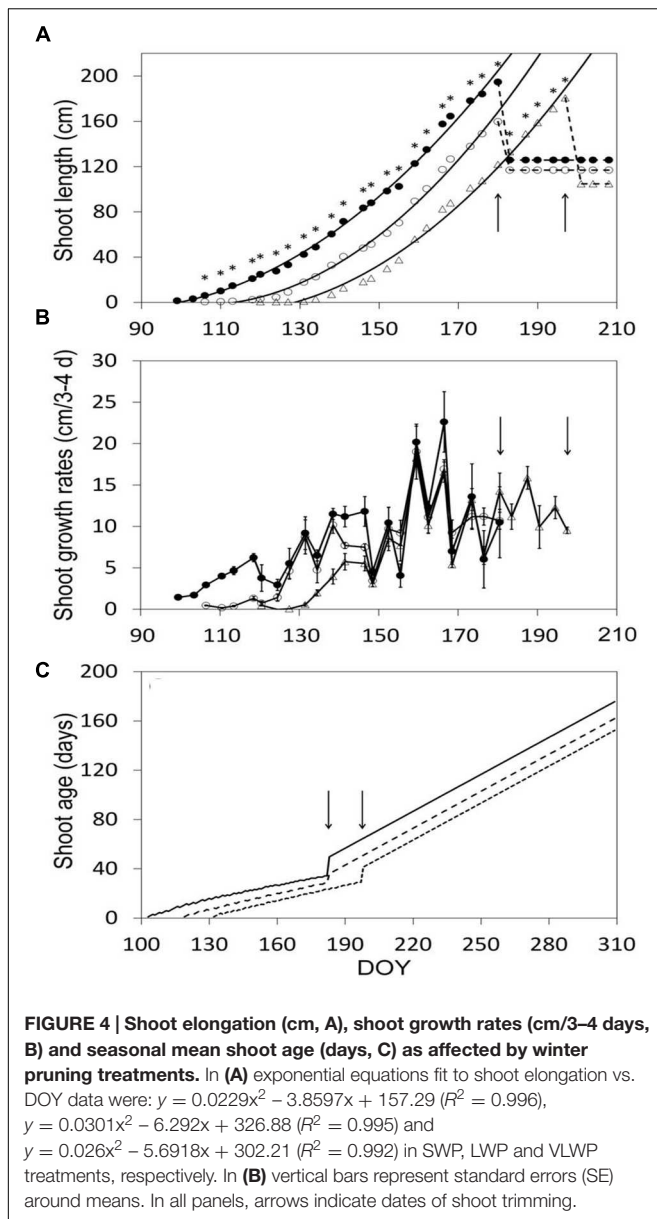 A
Shoot length (cm)
200
160
120
80
40
0
* * * * * * * * * * * * * * * * * * * * * * * * * *
90 110 130 150 170 190 210
B
Shoot growth rates (cm/3-4 d)
30
25
20
15
10
5
0
90 110 130 150 170 190 210
C
Shoot age (days)
200
160
120
80
40
0
100 130 160 190 220 250 280 310
DOY
FIGURE 4 | Shoot elongation (cm, A), shoot growth rates (cm/3–4 days,
B) and seasonal mean shoot age (days, C) as affected by winter
pruning treatments. In (A) exponential equations fit to shoot elongation vs.
DOY data were: y = 0.0229x² – 3.8597x + 157.29 (R² = 0.996),
y = 0.0301x² – 6.292x + 326.88 (R² = 0.995) and
y = 0.026x² – 5.6918x + 302.21 (R² = 0.992) in SWP, LWP and VLWP
treatments, respectively. In (B) vertical bars represent standard errors (SE)
around means. In all panels, arrows indicate dates of shoot trimming.